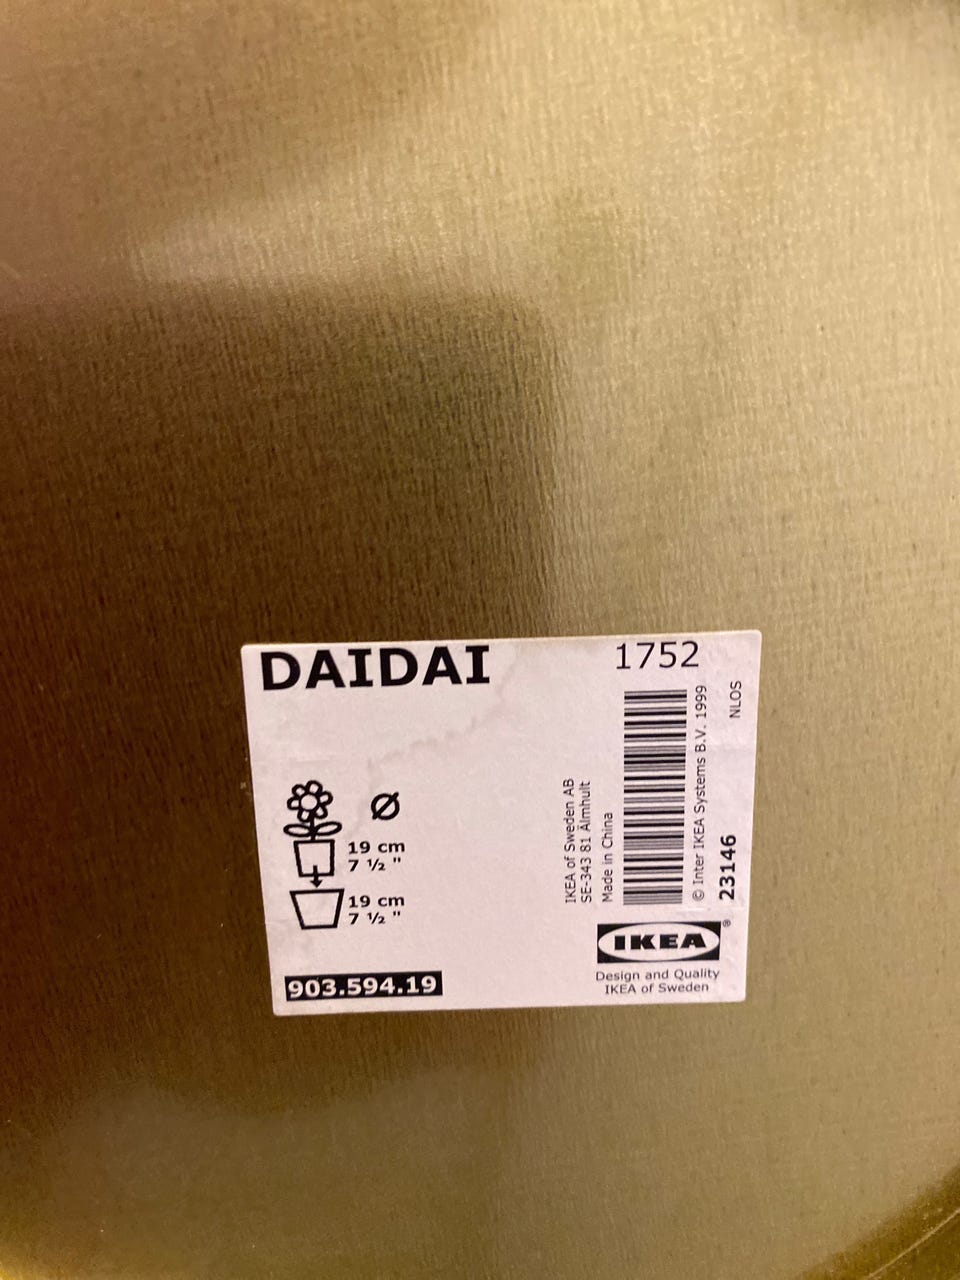 DAIDAI
1752
Ø
19 cm
7 ½ "
19 cm
7 ½ "
903.594.19
IKEA of Sweden AB
SE-343 81 Älmhult
Made in China
© Inter IKEA Systems B.V. 1999
23146
NLOS
IKEA®
Design and Quality
IKEA of Sweden